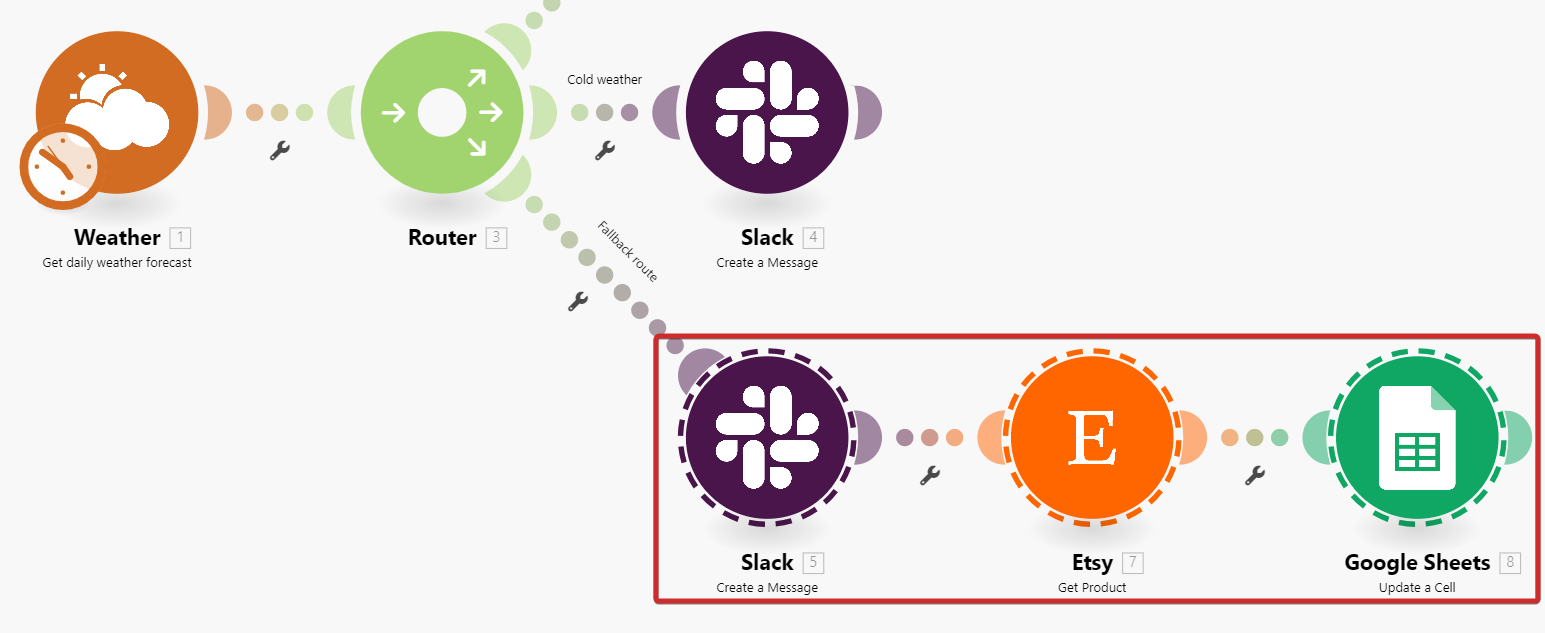 Cold weather
Weather 1
Get daily weather forecast
Router 3
Slack 4
Create a Message
Fallback route
E
Slack 5
Create a Message
Etsy 7
Get Product
Google Sheets 8
Update a Cell